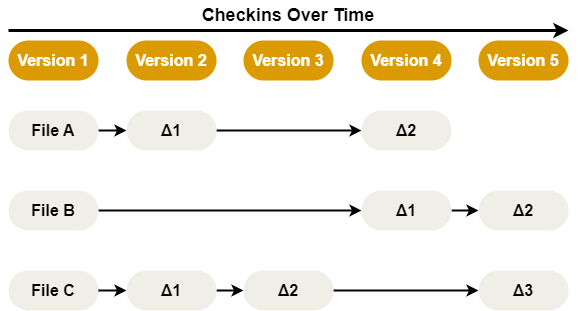 Checkins Over Time
Version 1 Version 2 Version 3 Version 4 Version 5
File A Δ1 Δ2
File B Δ1 Δ2
File C Δ1 Δ2 Δ3